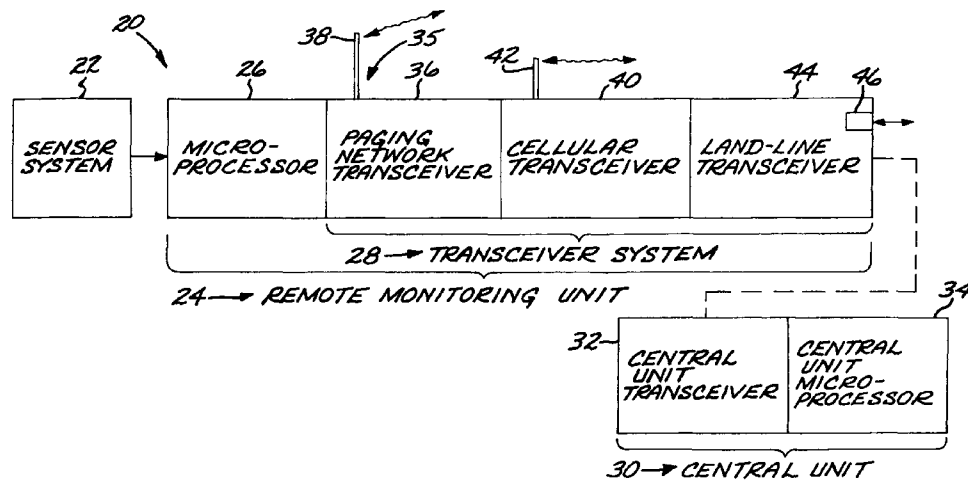 20
38
35
42
22
26
36
40
44
46
SENSOR
SYSTEM
MICRO-
PROCESSOR
PAGING
NETWORK
TRANSCEIVER
CELLULAR
TRANSCEIVER
LAND-LINE
TRANSCEIVER
28 → TRANSCEIVER SYSTEM
24 → REMOTE MONITORING UNIT
32
34
CENTRAL
UNIT
TRANSCEIVER
CENTRAL
UNIT
MICRO-
PROCESSOR
30 → CENTRAL UNIT